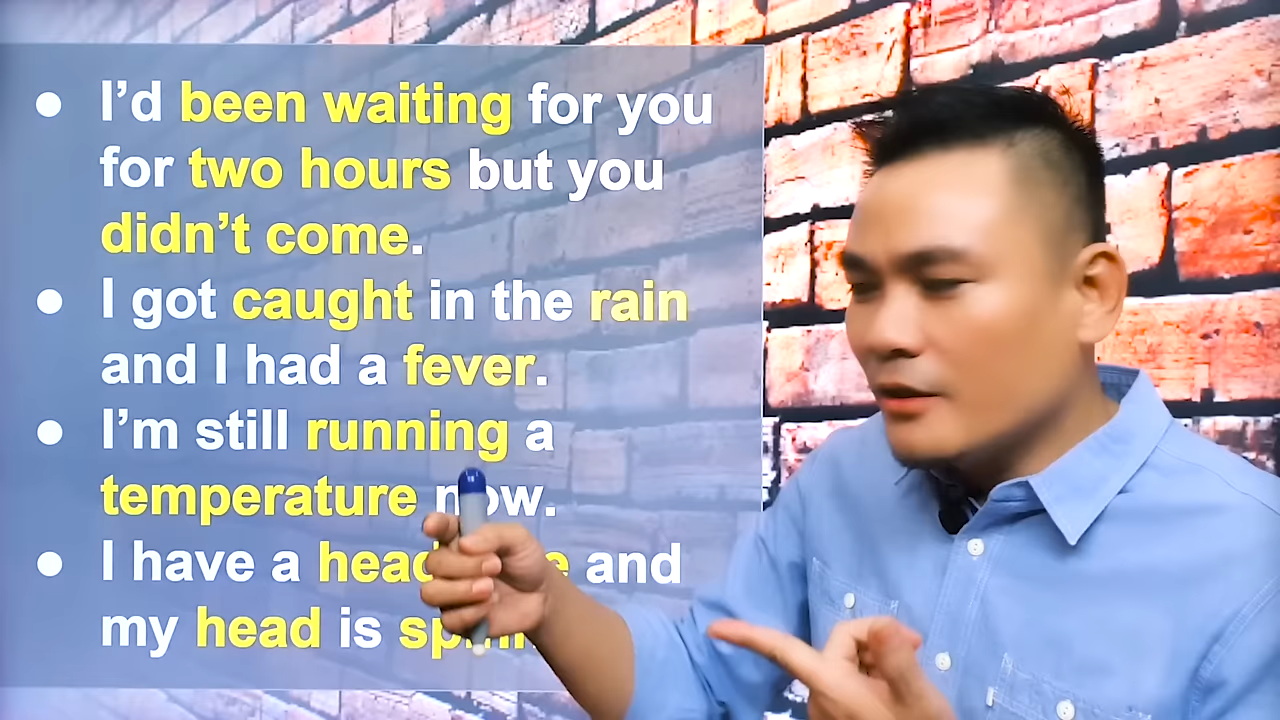 ● I’d been waiting for you
for two hours but you
didn’t come.
● I got caught in the rain
and I had a fever.
● I’m still running a
temperature now.
● I have a and
my head is